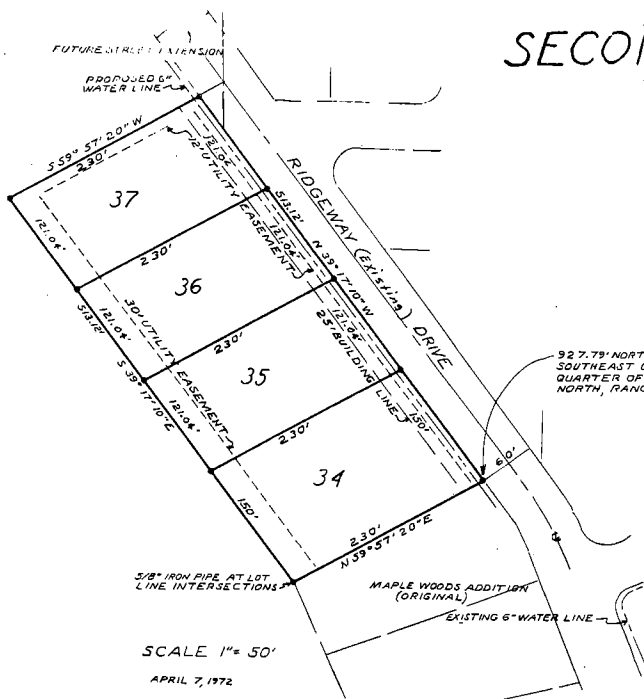 SECON
FUTURE STREET EXTENSION
PROPOSED 6"
WATER LINE
S 59° 57' 20" W
230'
12' UTILITY EASEMENT
121.02
37
RIDGEWAY (Existing) DRIVE
513.12'
121.04'
121.04'
N 39° 17' 10" W
230'
36
121.04'
513.12'
S 39° 17' 10" E
30' UTILITY EASEMENT
121.04'
25' BUILDING LINE
230'
35
121.04'
150'
927.79' NORT
SOUTHEAST C
QUARTER OF
NORTH, RANG
60'
230'
34
150'
230'
N 59° 57' 20" E
5/8" IRON PIPE AT LOT
LINE INTERSECTIONS
MAPLE WOODS ADDITION
(ORIGINAL)
EXISTING 6" WATER LINE
SCALE 1" = 50'
APRIL 7, 1972